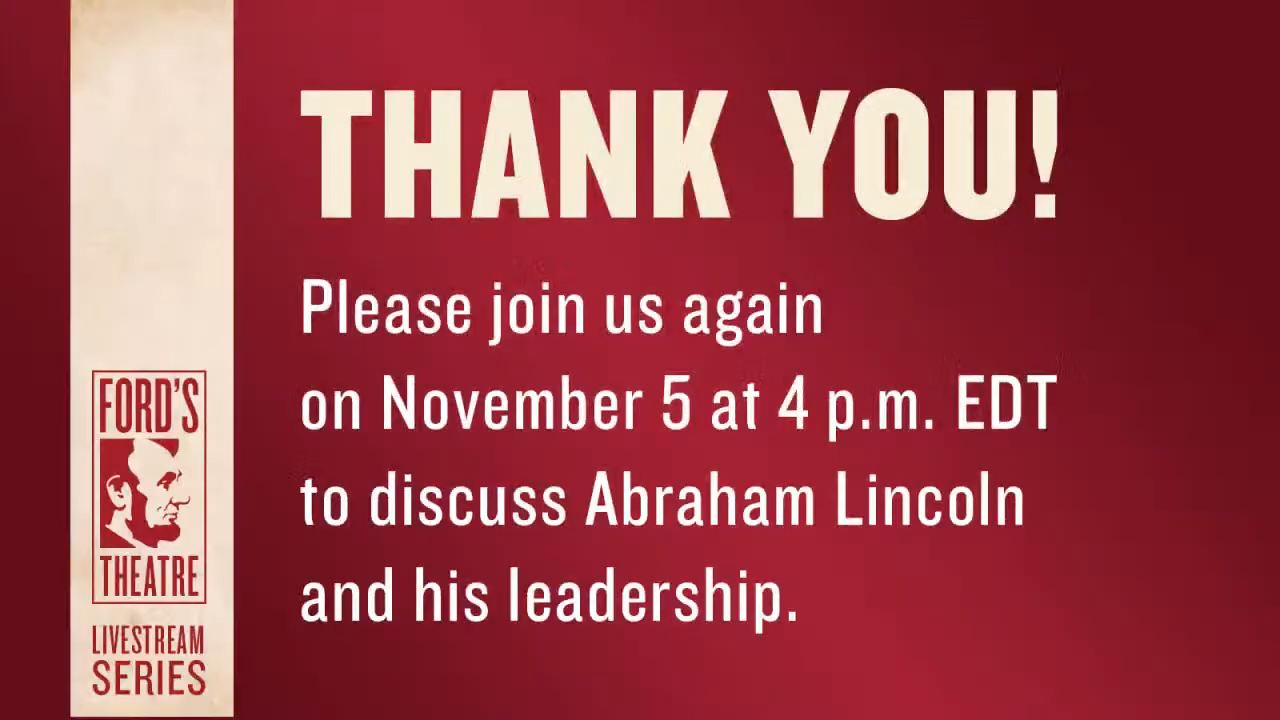 THANK YOU!
Please join us again
on November 5 at 4 p.m. EDT
to discuss Abraham Lincoln
and his leadership.
FORD'S
THEATRE
LIVESTREAM
SERIES